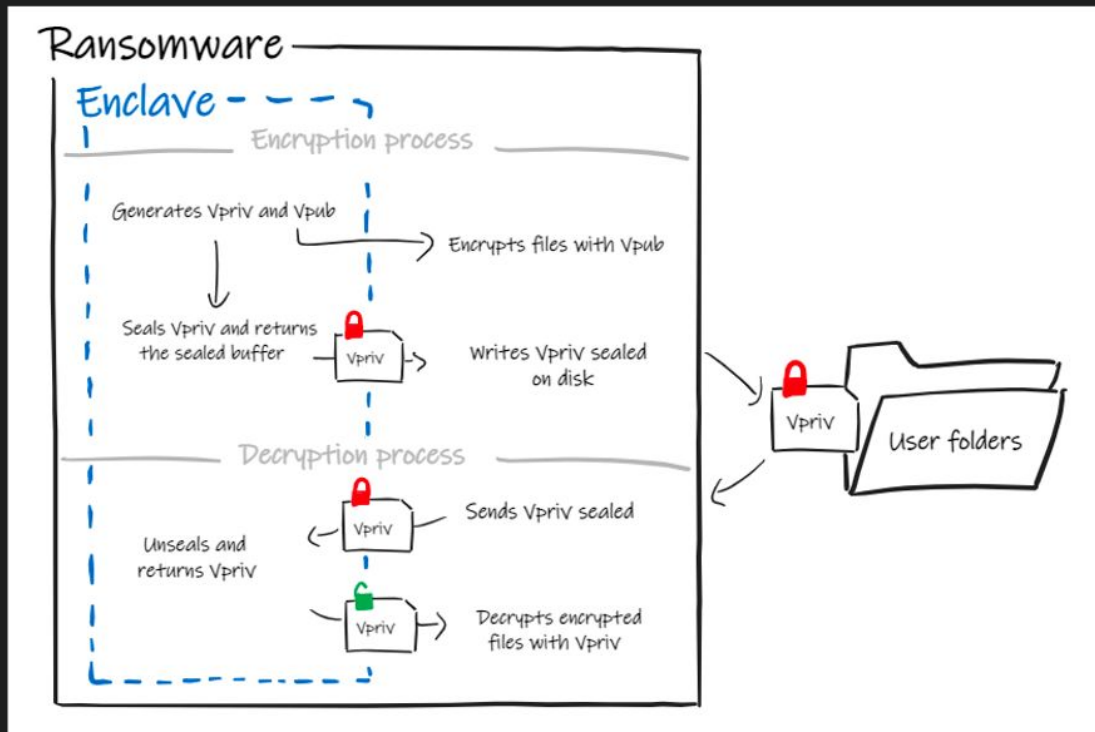 Ransomware
Enclave
Encryption process
Generates Vpriv and Vpub
Encrypts files with Vpub
Seals Vpriv and returns
the sealed buffer
Vpriv
Writes Vpriv sealed
on disk
Vpriv
User folders
Decryption process
Vpriv
Sends Vpriv sealed
Unseals and
returns Vpriv
Vpriv
Decrypts encrypted
files with Vpriv